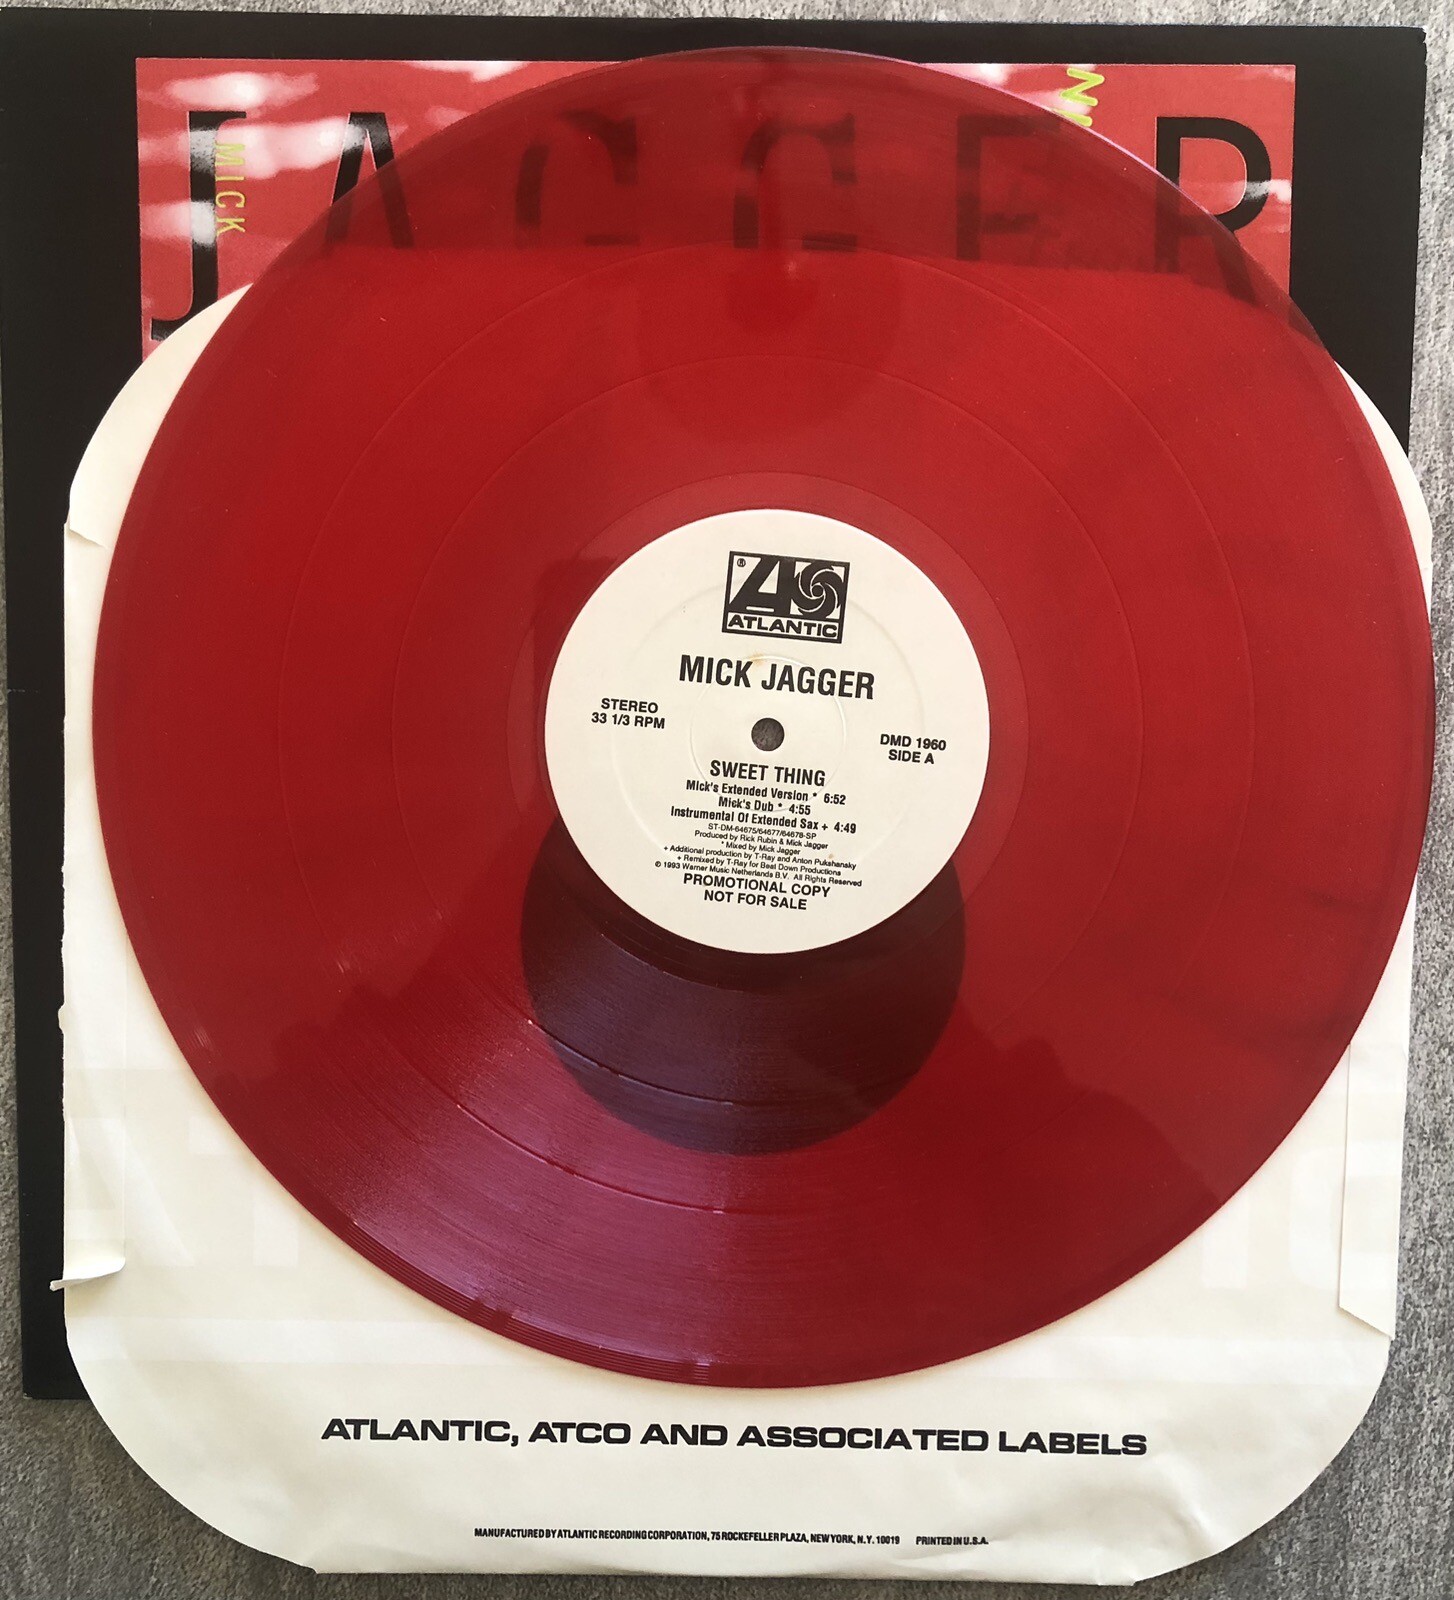 JAGGER
MICK
® ATLANTIC
MICK JAGGER
STEREO
33 1/3 RPM
DMD 1960
SIDE A
SWEET THING
Mick's Extended Version * 6:52
Mick's Dub * 4:55
Instrumental Of Extended Sax + 4:49
ST-DM-64675/64677/64678-SP
Produced by Rick Rubin & Mick Jagger
* Mixed by Mick Jagger
+ Additional production by T-Ray and Anton Pukshansky
+ Remixed by T-Ray for Beat Down Productions
© 1993 Warner Music Netherlands B.V. All Rights Reserved
PROMOTIONAL COPY
NOT FOR SALE
ATLANTIC, ATCO AND ASSOCIATED LABELS
MANUFACTURED BY ATLANTIC RECORDING CORPORATION, 75 ROCKEFELLER PLAZA, NEW YORK, N.Y. 10019 PRINTED IN U.S.A.